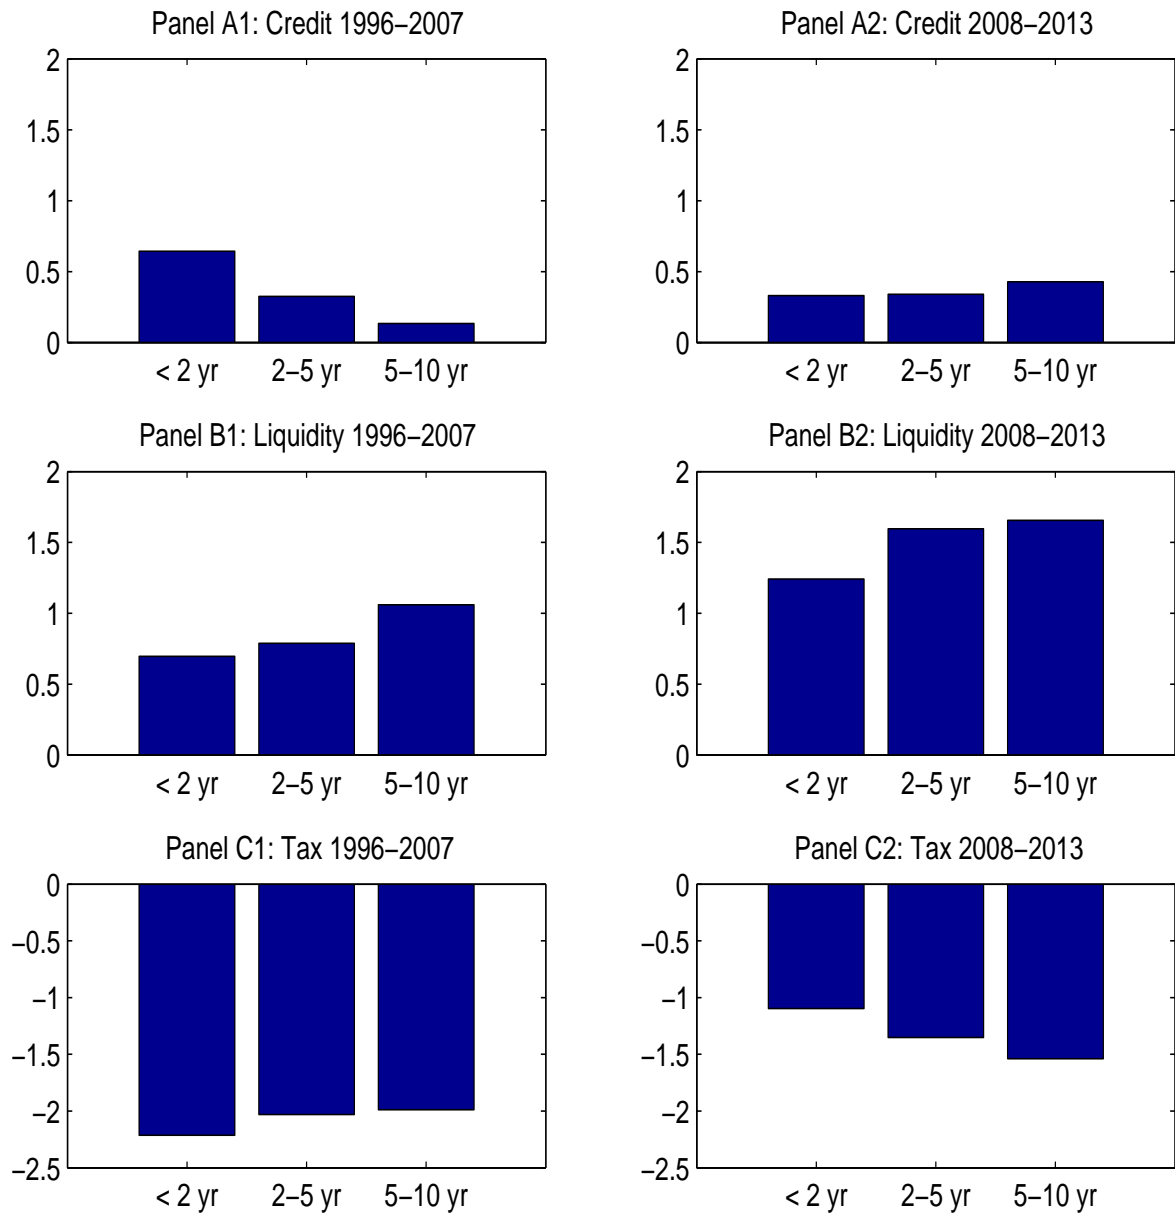 Panel A1: Credit 1996−2007
2
1.5
1
0.5
0
< 2 yr 2−5 yr 5−10 yr
Panel A2: Credit 2008−2013
2
1.5
1
0.5
0
< 2 yr 2−5 yr 5−10 yr
Panel B1: Liquidity 1996−2007
2
1.5
1
0.5
0
< 2 yr 2−5 yr 5−10 yr
Panel B2: Liquidity 2008−2013
2
1.5
1
0.5
0
< 2 yr 2−5 yr 5−10 yr
Panel C1: Tax 1996−2007
0
−0.5
−1
−1.5
−2
−2.5
< 2 yr 2−5 yr 5−10 yr
Panel C2: Tax 2008−2013
0
−0.5
−1
−1.5
−2
−2.5
< 2 yr 2−5 yr 5−10 yr